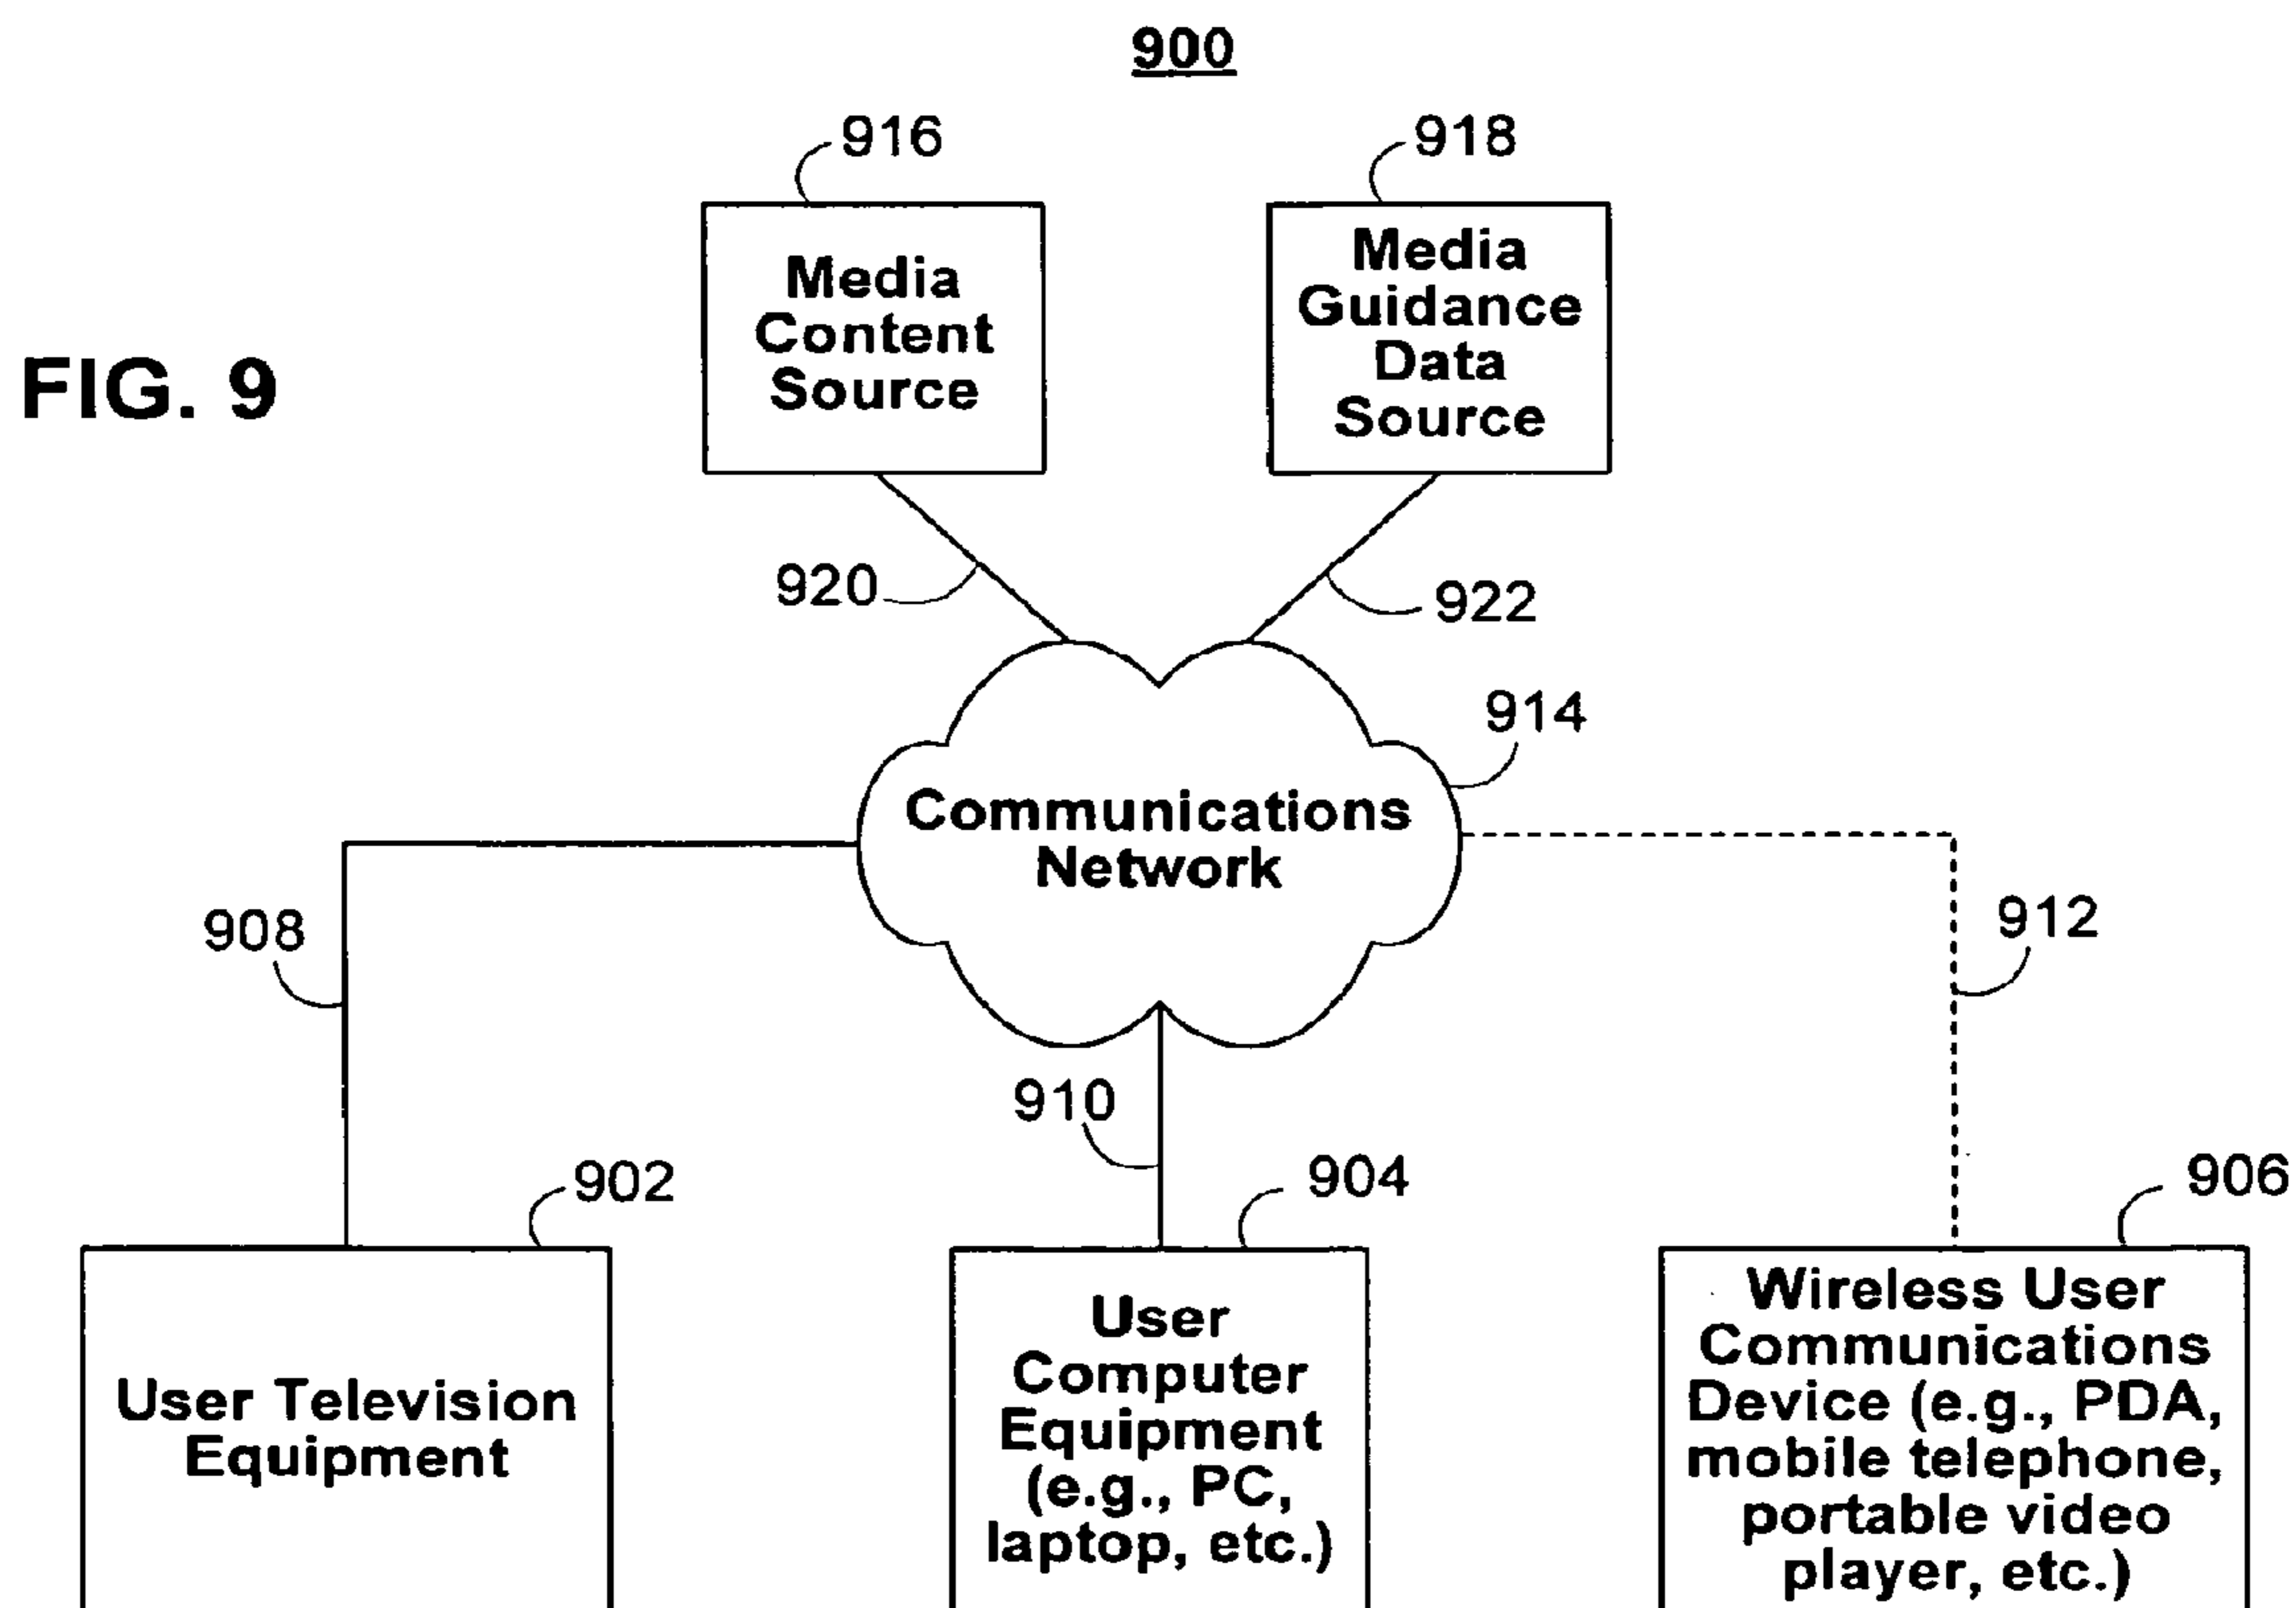 900
916
918
Media
Content
Source
Media
Guidance
Data
Source
FIG. 9
920
922
914
Communications
Network
908
912
910
902
904
906
User Television
Equipment
User
Computer
Equipment
(e.g., PC,
laptop, etc.)
Wireless User
Communications
Device (e.g., PDA,
mobile telephone,
portable video
player, etc.)